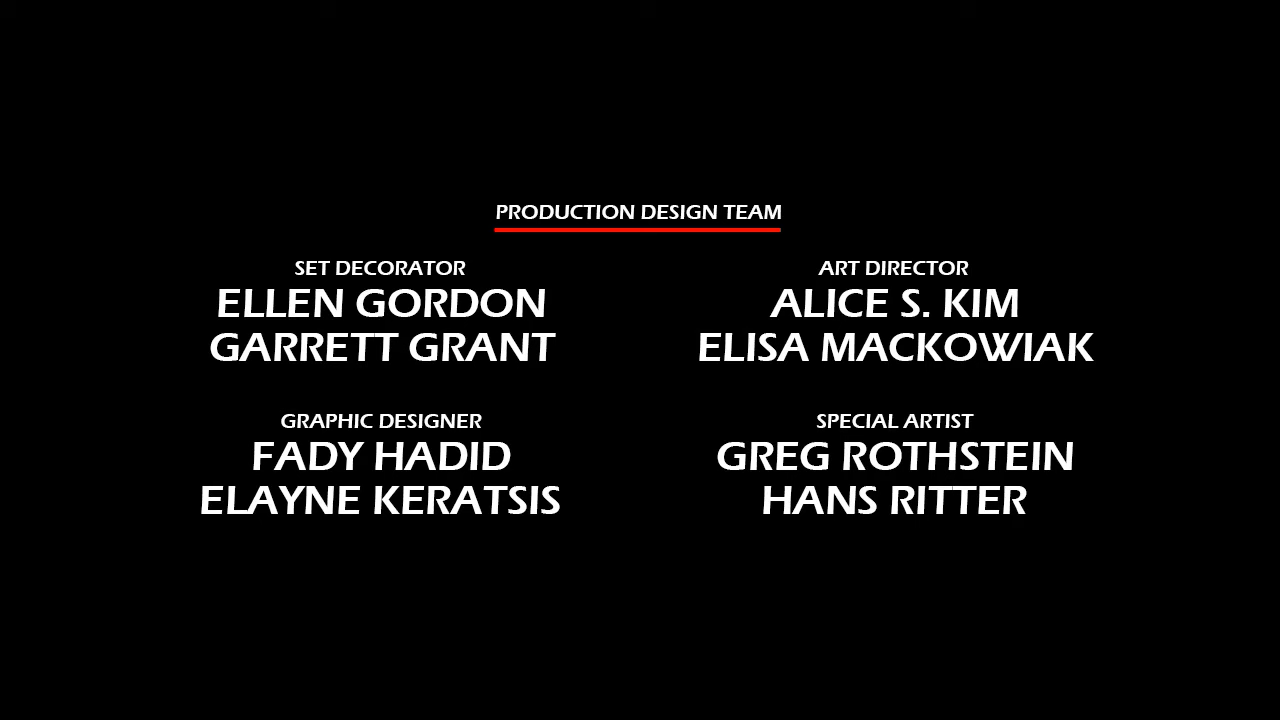 PRODUCTION DESIGN TEAM
SET DECORATOR
ELLEN GORDON
GARRETT GRANT
ART DIRECTOR
ALICE S. KIM
ELISA MACKOWIAK
GRAPHIC DESIGNER
FADY HADID
ELAYNE KERATSIS
SPECIAL ARTIST
GREG ROTHSTEIN
HANS RITTER